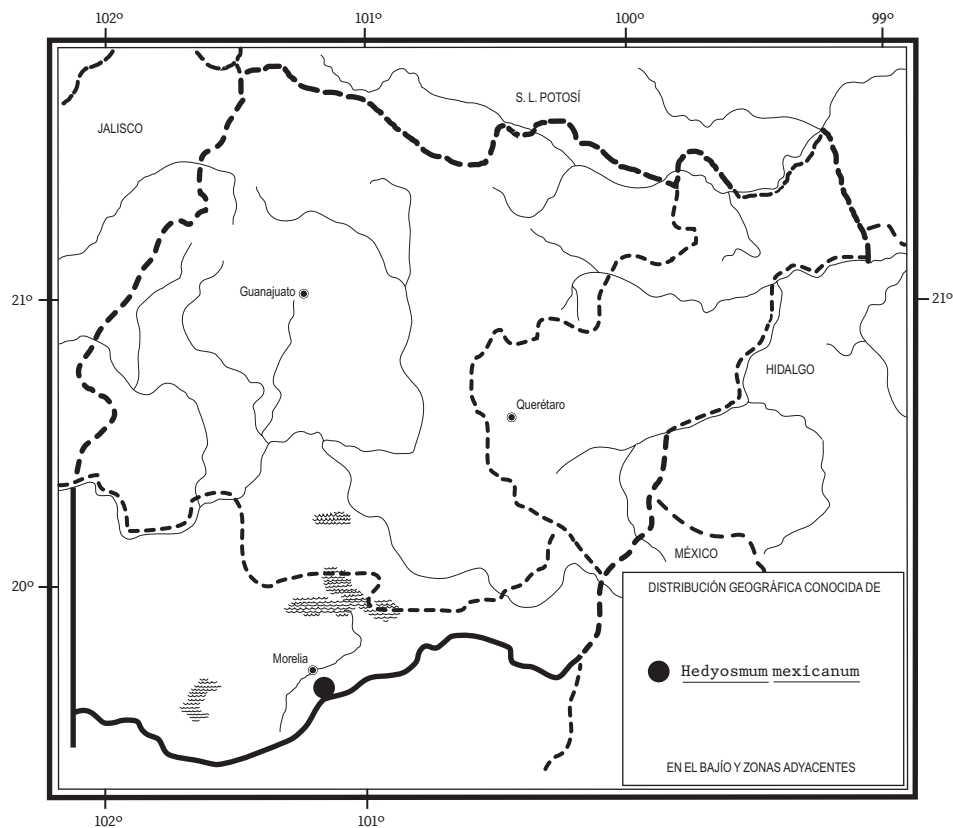 102º 101º 100º 99º
S. L. POTOSÍ
JALISCO
Guanajuato
21º 21º
HIDALGO
Querétaro
MÉXICO
20º
DISTRIBUCIÓN GEOGRÁFICA CONOCIDA DE
Morelia
Hedyosmum mexicanum
EN EL BAJÍO Y ZONAS ADYACENTES
102º 101º